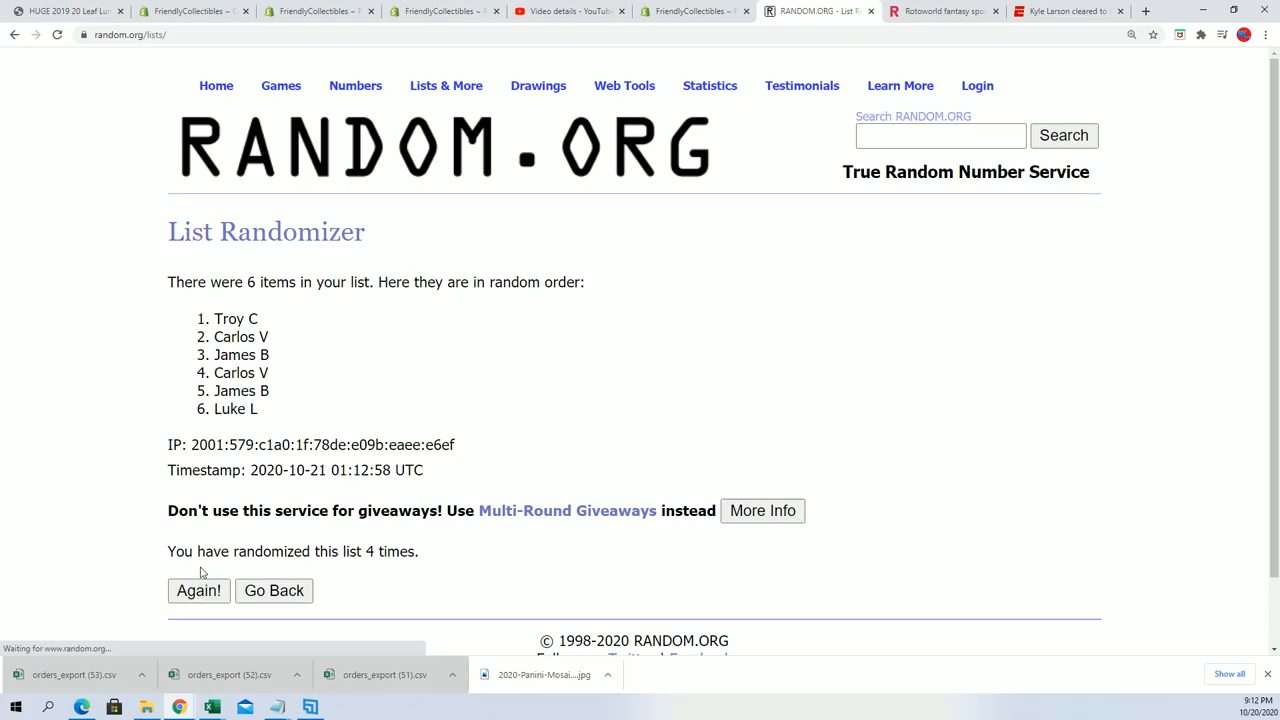 HUGE 2019 20 Leaf Lu
FriendlyCollectibles ~ C
FriendlyCollectibles ~ F
FriendlyCollectibles ~ R
Video details - YouTube
FriendlyCollectibles ~ F
RANDOM.ORG - List R
Rotoworld fantasy spor
Kyle Larson cleared to
random.org/lists/
Home Games Numbers Lists & More Drawings Web Tools Statistics Testimonials Learn More Login
RANDOM.ORG
Search RANDOM.ORG
Search
True Random Number Service
List Randomizer
There were 6 items in your list. Here they are in random order:
1. Troy C
2. Carlos V
3. James B
4. Carlos V
5. James B
6. Luke L
IP: 2001:579:c1a0:1f:78de:e09b:eaee:e6ef
Timestamp: 2020-10-21 01:12:58 UTC
Don't use this service for giveaways! Use Multi-Round Giveaways instead More Info
You have randomized this list 4 times.
Again! Go Back
© 1998-2020 RANDOM.ORG
Waiting for www.random.org...
orders_export (53).csv
orders_export (52).csv
orders_export (51).csv
2020-Panini-Mosai....jpg
Show all
9:12 PM
10/20/2020